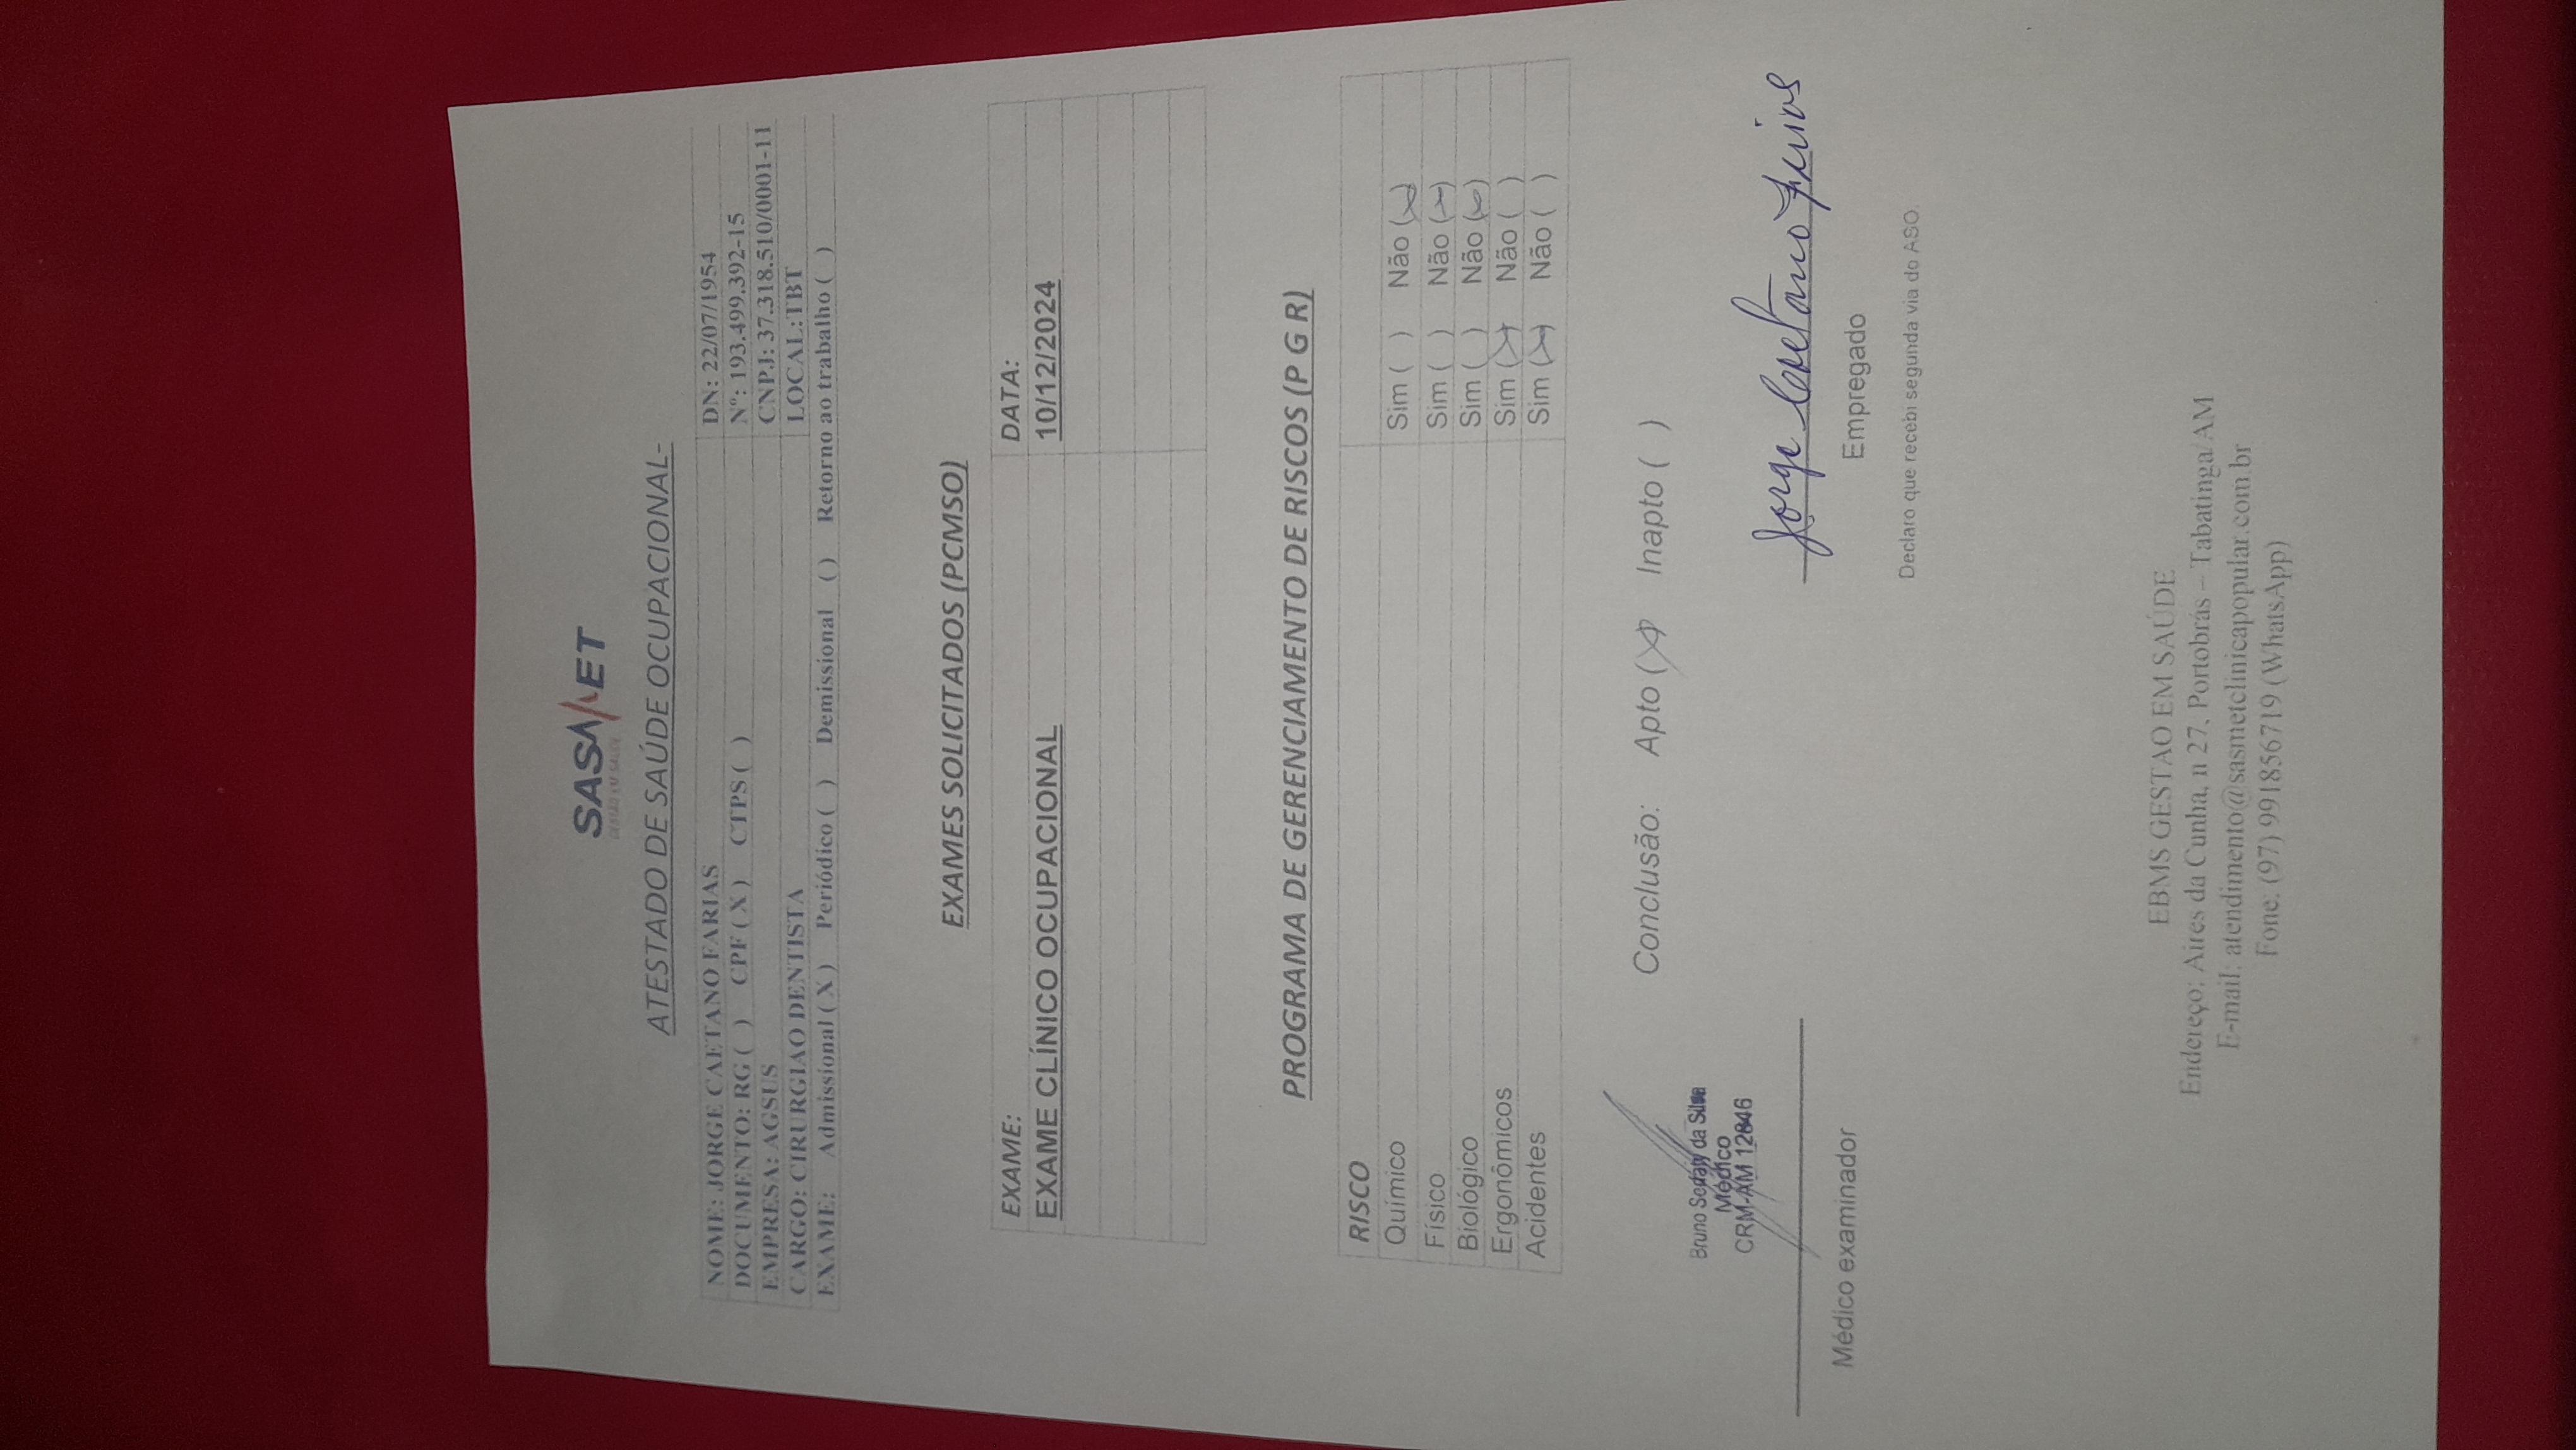 SASMET
GESTÃO EM SAÚDE
ATESTADO DE SAÚDE OCUPACIONAL-
NOME: JORGE CAETANO FARIAS DN: 22/07/1954
DOCUMENTO: RG ( ) CPF ( X ) CTPS ( ) Nº: 193.499.392-15
EMPRESA: AGSUS CNPJ: 37.318.510/0001-11
CARGO: CIRURGIAO DENTISTA LOCAL:TBT
EXAME: Admissional ( X ) Periódico ( ) Demissional ( ) Retorno ao trabalho ( )
EXAMES SOLICITADOS (PCMSO)
EXAME: DATA:
EXAME CLÍNICO OCUPACIONAL 10/12/2024
PROGRAMA DE GERENCIAMENTO DE RISCOS (P G R)
RISCO
Químico Sim ( ) Não (X)
Físico Sim ( ) Não (X)
Biológico Sim ( ) Não (X)
Ergonômicos Sim (X) Não ( )
Acidentes Sim (X) Não ( )
Conclusão: Apto (X) Inapto ( )
Bruno da Silva
Médico
CRM-AM 12846
Médico examinador
Jorge Caetano Farias
Empregado
Declaro que recebi segunda via do ASO.
EBMS GESTAO EM SAÚDE
Endereço: Aires da Cunha, n 27, Portobrás – Tabatinga/AM
E-mail: atendimento@sasmetclinicapopular.com.br
Fone: (97) 991856719 (WhatsApp)